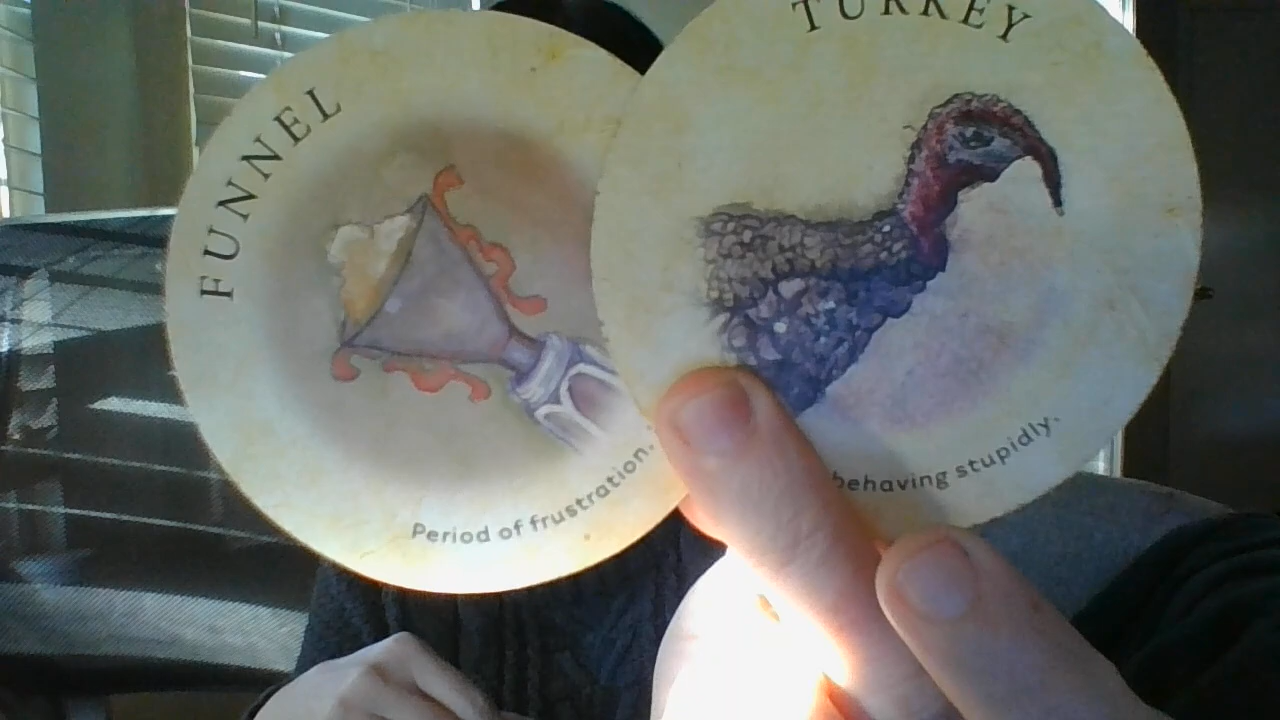 FUNNEL
Period of frustration.
TURKEY
behaving stupidly.